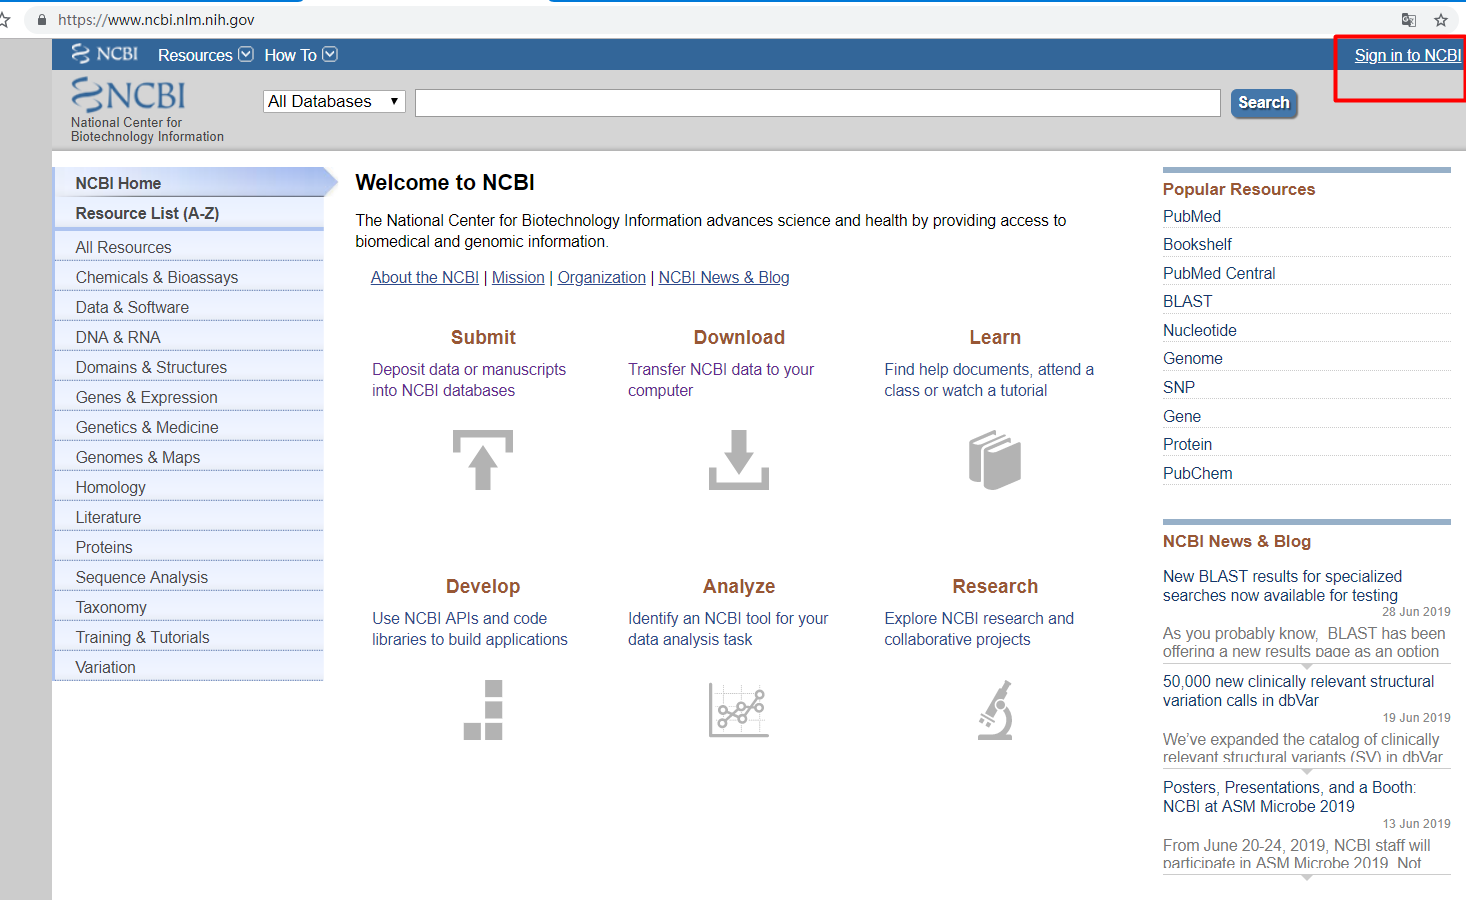 https://www.ncbi.nlm.nih.gov
NCBI Resources How To Sign in to NCBI
NCBI
National Center for
Biotechnology Information
All Databases
Search
NCBI Home
Resource List (A-Z)
All Resources
Chemicals & Bioassays
Data & Software
DNA & RNA
Domains & Structures
Genes & Expression
Genetics & Medicine
Genomes & Maps
Homology
Literature
Proteins
Sequence Analysis
Taxonomy
Training & Tutorials
Variation
Welcome to NCBI
The National Center for Biotechnology Information advances science and health by providing access to
biomedical and genomic information.
About the NCBI | Mission | Organization | NCBI News & Blog
Submit
Deposit data or manuscripts
into NCBI databases
Download
Transfer NCBI data to your
computer
Learn
Find help documents, attend a
class or watch a tutorial
Develop
Use NCBI APIs and code
libraries to build applications
Analyze
Identify an NCBI tool for your
data analysis task
Research
Explore NCBI research and
collaborative projects
Popular Resources
PubMed
Bookshelf
PubMed Central
BLAST
Nucleotide
Genome
SNP
Gene
Protein
PubChem
NCBI News & Blog
New BLAST results for specialized
searches now available for testing
28 Jun 2019
As you probably know, BLAST has been
offering a new results page as an option
50,000 new clinically relevant structural
variation calls in dbVar
19 Jun 2019
We've expanded the catalog of clinically
relevant structural variants (SV) in dbVar
Posters, Presentations, and a Booth:
NCBI at ASM Microbe 2019
13 Jun 2019
From June 20-24, 2019, NCBI staff will
participate in ASM Microbe 2019. Not